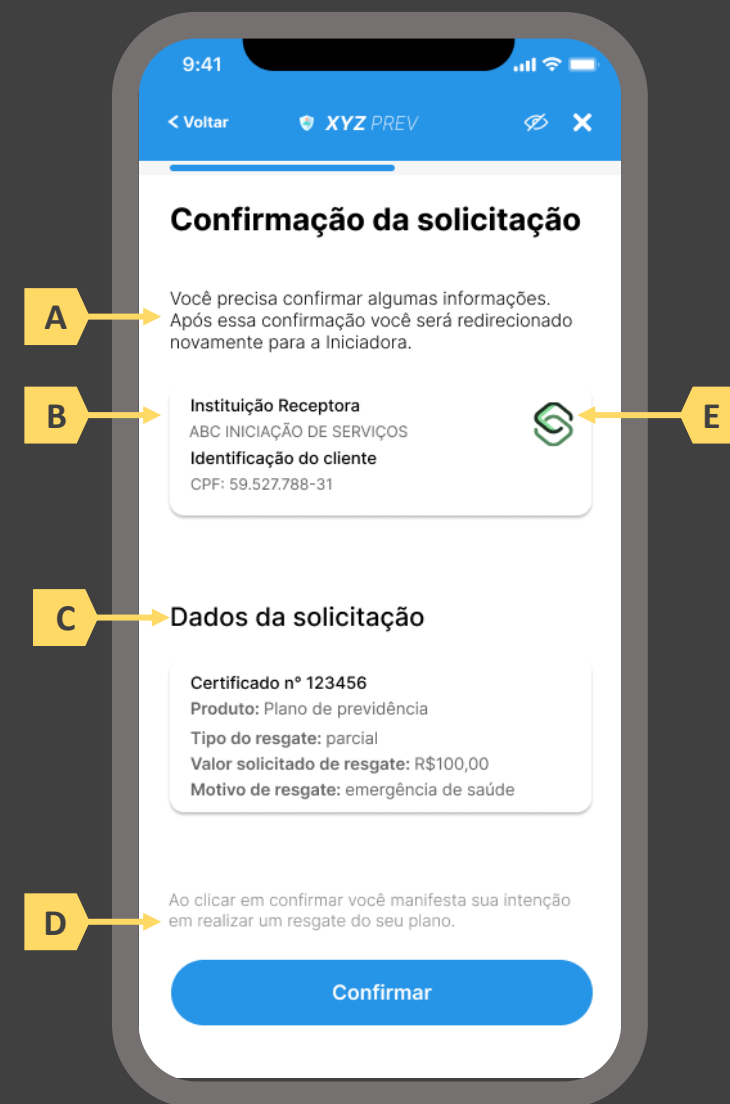 9:41
< Voltar
XYZ PREV
Confirmação da solicitação
A
Você precisa confirmar algumas informações.
Após essa confirmação você será redirecionado
novamente para a Iniciadora.
B
Instituição Receptora
E
ABC INICIAÇÃO DE SERVIÇOS
Identificação do cliente
CPF: 59.527.788-31
C
Dados da solicitação
Certificado n° 123456
Produto: Plano de previdência
Tipo do resgate: parcial
Valor solicitado de resgate: R$100,00
Motivo de resgate: emergência de saúde
D
Ao clicar em confirmar você manifesta sua intenção
em realizar um resgate do seu plano.
Confirmar